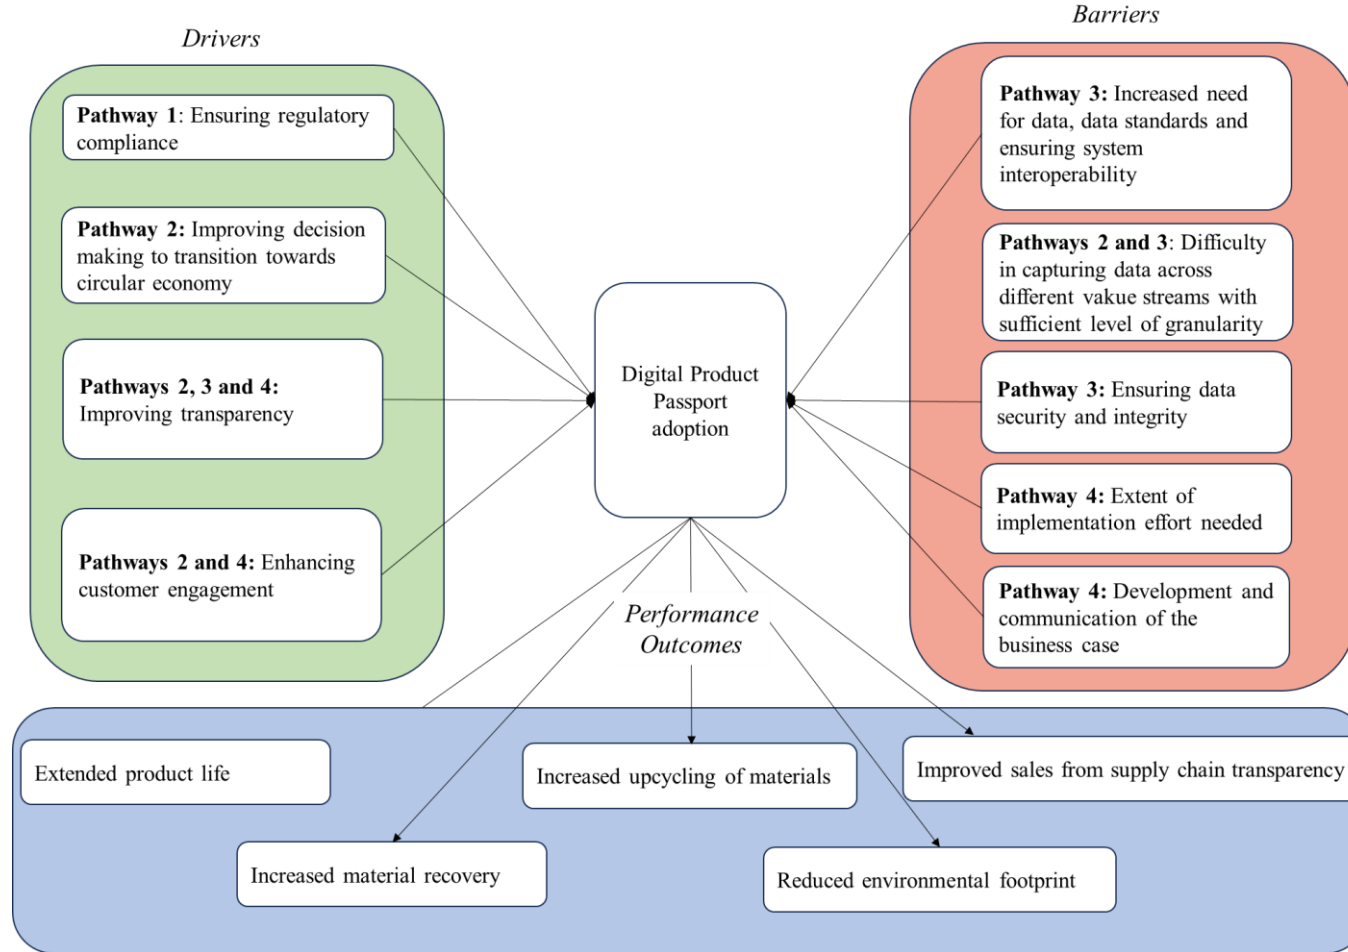 Drivers
Pathway 1: Ensuring regulatory
compliance
Pathway 2: Improving decision
making to transition towards
circular economy
Pathways 2, 3 and 4:
Improving transparency
Pathways 2 and 4: Enhancing
customer engagement
Digital Product
Passport
adoption
Barriers
Pathway 3: Increased need
for data, data standards and
ensuring system
interoperability
Pathways 2 and 3: Difficulty
in capturing data across
different vakue streams with
sufficient level of granularity
Pathway 3: Ensuring data
security and integrity
Pathway 4: Extent of
implementation effort needed
Pathway 4: Development and
communication of the
business case
Performance
Outcomes
Extended product life
Increased upcycling of materials
Improved sales from supply chain transparency
Increased material recovery
Reduced environmental footprint